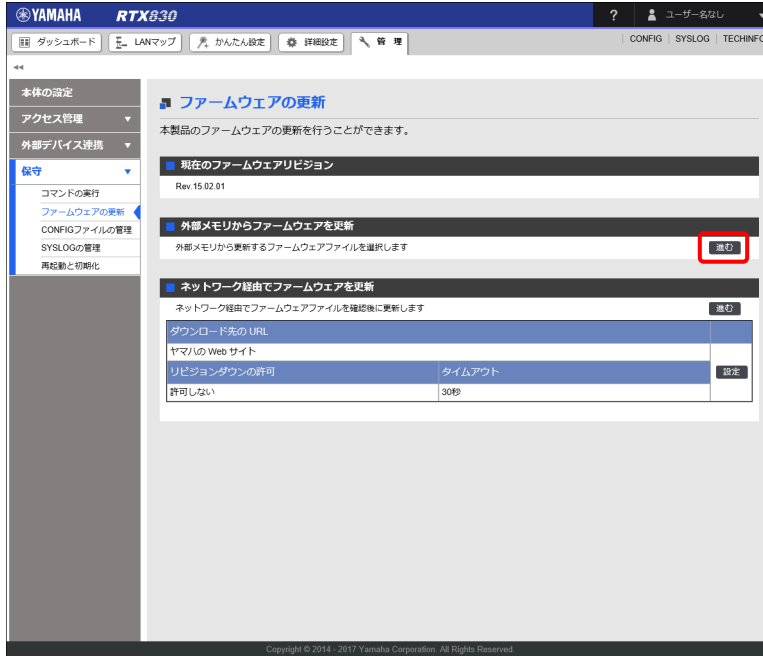 YAMAHA RTX830 ? ユーザー名なし
ダッシュボード LANマップ かんたん設定 詳細設定 管 理 CONFIG SYSLOG TECHINFO
本体の設定
アクセス管理
外部デバイス連携
保守
コマンドの実行
ファームウェアの更新
CONFIGファイルの管理
SYSLOGの管理
再起動と初期化
ファームウェアの更新
本製品のファームウェアの更新を行うことができます。
現在のファームウェアリビジョン
Rev.15.02.01
外部メモリからファームウェアを更新
外部メモリから更新するファームウェアファイルを選択します 進む
ネットワーク経由でファームウェアを更新
ネットワーク経由でファームウェアファイルを確認後に更新します 進む
ダウンロード先の URL
ヤマハの Web サイト
リビジョンダウンの許可 タイムアウト 設定
許可しない 30秒
Copyright © 2014 - 2017 Yamaha Corporation. All Rights Reserved.